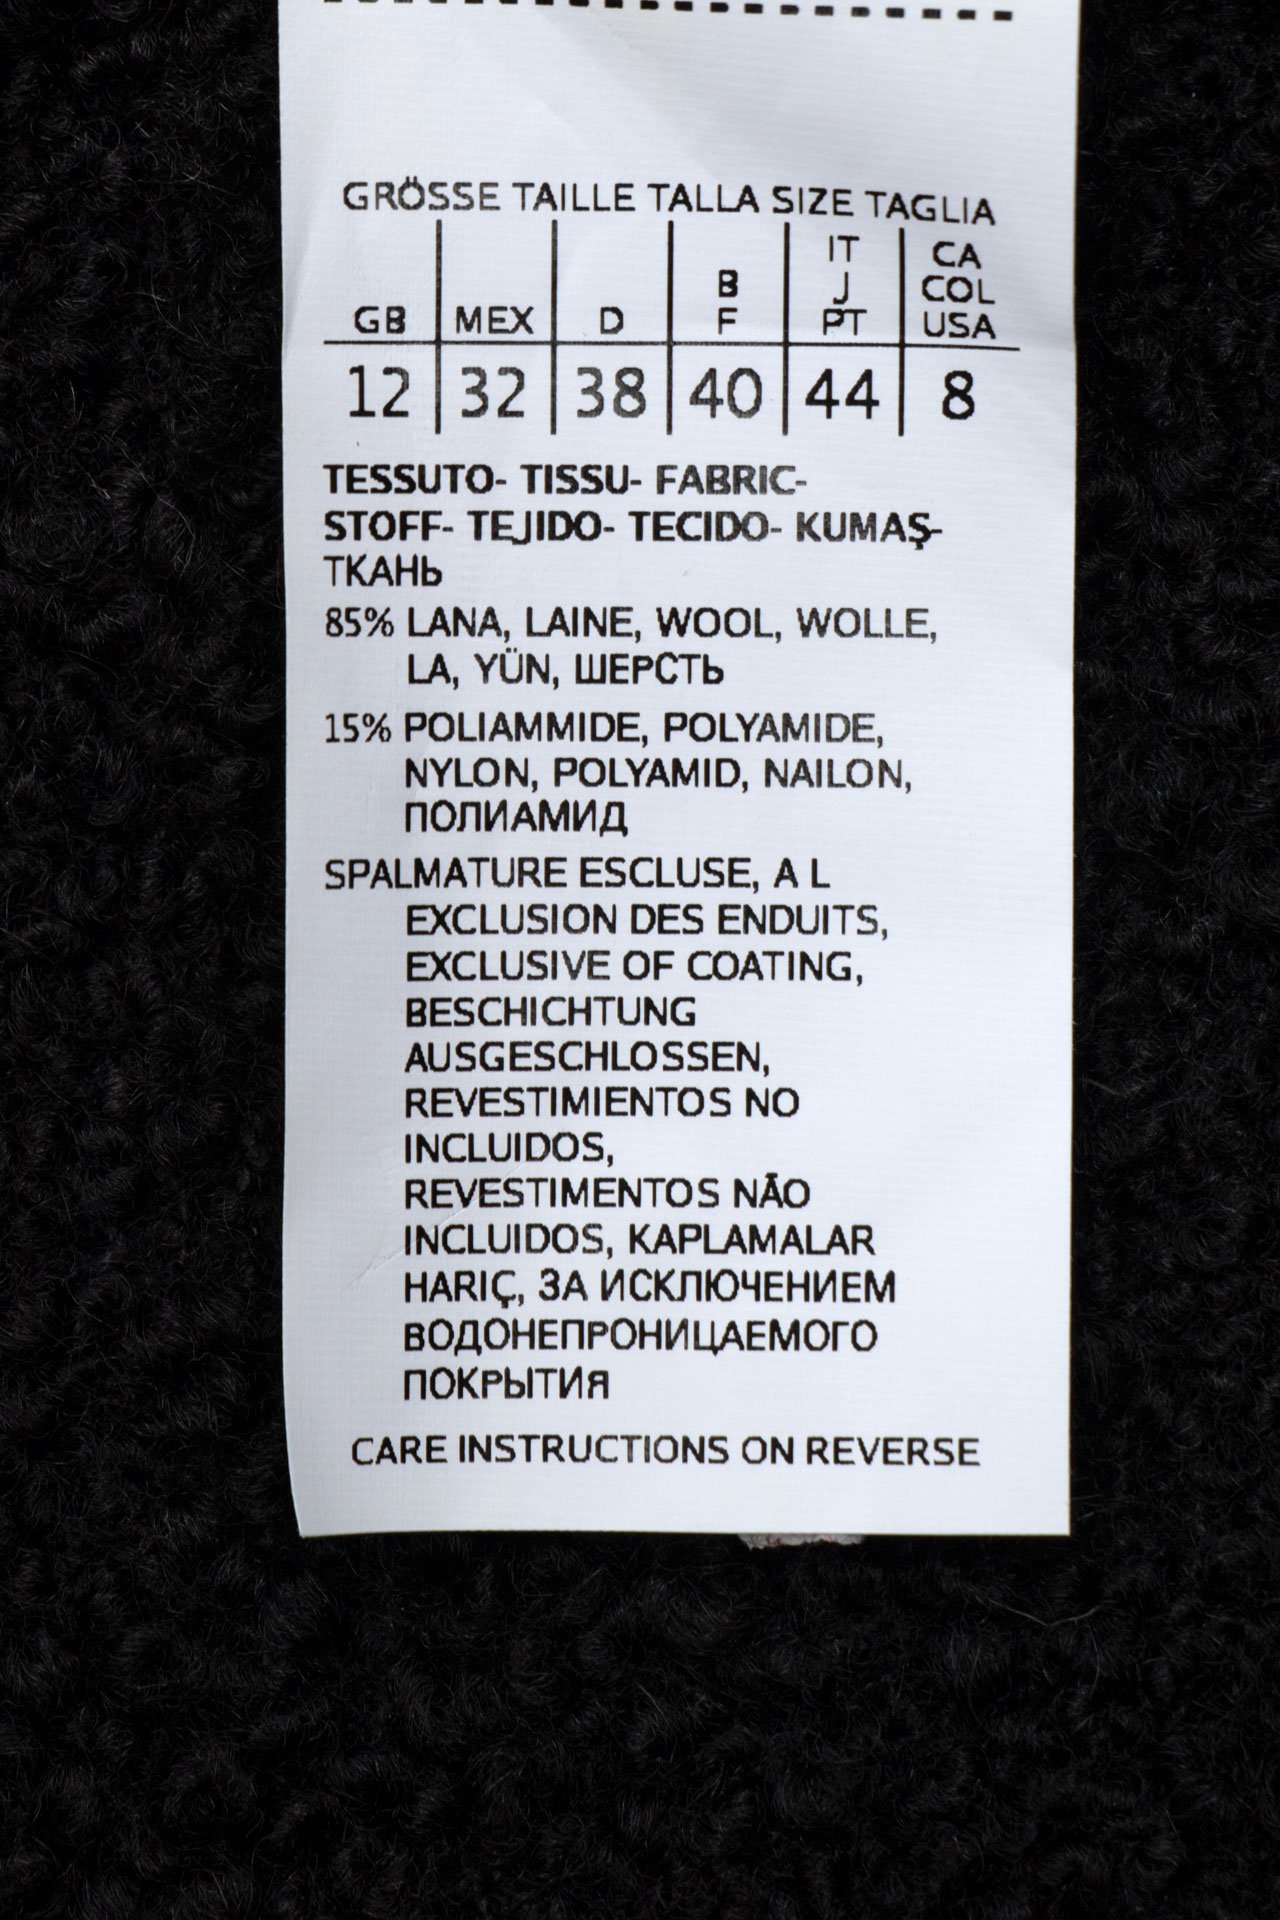 GRÖSSE TAILLE TALLA SIZE TAGLIA
IT CA
B J COL
GB MEX D F PT USA
12 32 38 40 44 8
TESSUTO- TISSU- FABRIC-
STOFF- TEJIDO- TECIDO- KUMAŞ-
ТКАНЬ
85% LANA, LAINE, WOOL, WOLLE,
LA, YÜN, ШЕРСТЬ
15% POLIAMMIDE, POLYAMIDE,
NYLON, POLYAMID, NAILON,
ПОЛИАМИД
SPALMATURE ESCLUSE, A L
EXCLUSION DES ENDUITS,
EXCLUSIVE OF COATING,
BESCHICHTUNG
AUSGESCHLOSSEN,
REVESTIMIENTOS NO
INCLUIDOS,
REVESTIMENTOS NÃO
INCLUIDOS, KAPLAMALAR
HARIÇ, ЗА ИСКЛЮЧЕНИЕМ
ВОДОНЕПРОНИЦАЕМОГО
ПОКРЫТИЯ
CARE INSTRUCTIONS ON REVERSE